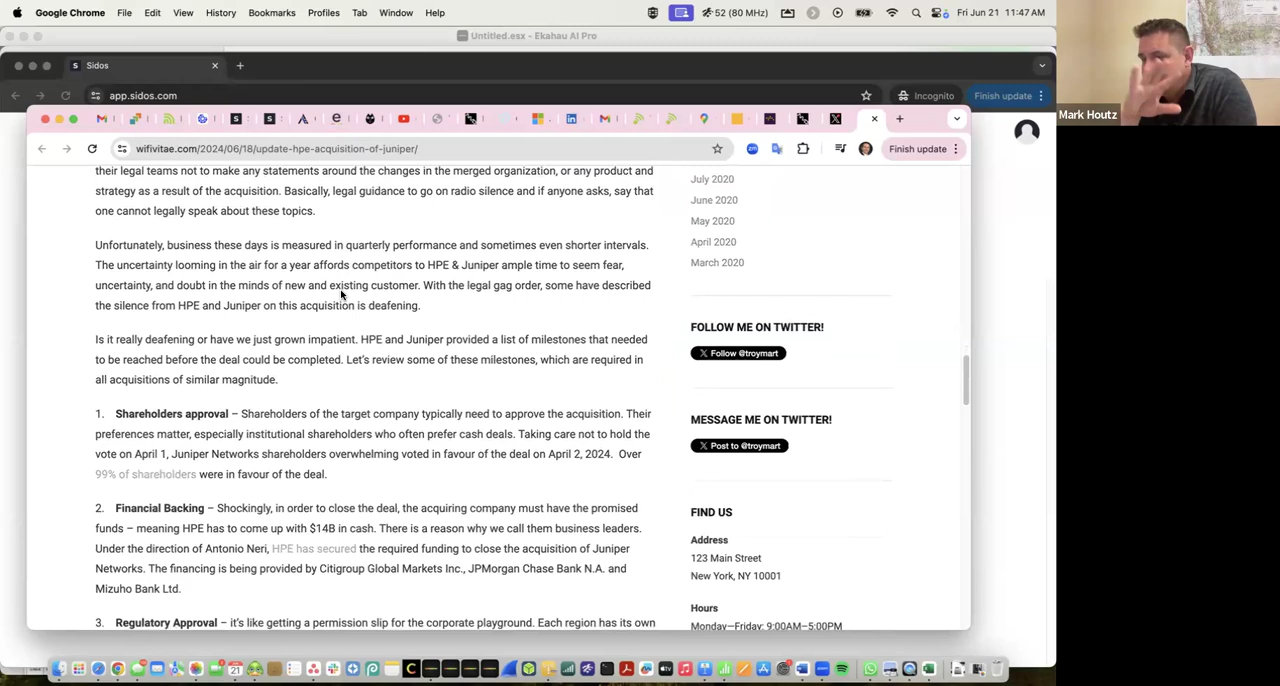 Google Chrome File Edit View History Bookmarks Profiles Tab Window Help 52 (80 MHz) Fri Jun 21 11:47 AM
Untitled.esx - Ekahau AI Pro
S Sidos
app.sidos.com Incognito Finish update
wifivitae.com/2024/06/18/update-hpe-acquisition-of-juniper/ Finish update
Mark Houtz
their legal teams not to make any statements around the changes in the merged organization, or any product and
strategy as a result of the acquisition. Basically, legal guidance to go on radio silence and if anyone asks, say that
one cannot legally speak about these topics.
Unfortunately, business these days is measured in quarterly performance and sometimes even shorter intervals.
The uncertainty looming in the air for a year affords competitors to HPE & Juniper ample time to seem fear,
uncertainty, and doubt in the minds of new and existing customer. With the legal gag order, some have described
the silence from HPE and Juniper on this acquisition is deafening.
Is it really deafening or have we just grown impatient. HPE and Juniper provided a list of milestones that needed
to be reached before the deal could be completed. Let's review some of these milestones, which are required in
all acquisitions of similar magnitude.
1. Shareholders approval – Shareholders of the target company typically need to approve the acquisition. Their
preferences matter, especially institutional shareholders who often prefer cash deals. Taking care not to hold the
vote on April 1, Juniper Networks shareholders overwhelming voted in favour of the deal on April 2, 2024. Over
99% of shareholders were in favour of the deal.
2. Financial Backing – Shockingly, in order to close the deal, the acquiring company must have the promised
funds – meaning HPE has to come up with $14B in cash. There is a reason why we call them business leaders.
Under the direction of Antonio Neri, HPE has secured the required funding to close the acquisition of Juniper
Networks. The financing is being provided by Citigroup Global Markets Inc., JPMorgan Chase Bank N.A. and
Mizuho Bank Ltd.
3. Regulatory Approval – it's like getting a permission slip for the corporate playground. Each region has its own
July 2020
June 2020
May 2020
April 2020
March 2020
FOLLOW ME ON TWITTER!
X Follow @troymart
MESSAGE ME ON TWITTER!
X Post to @troymart
FIND US
Address
123 Main Street
New York, NY 10001
Hours
Monday–Friday: 9:00AM–5:00PM